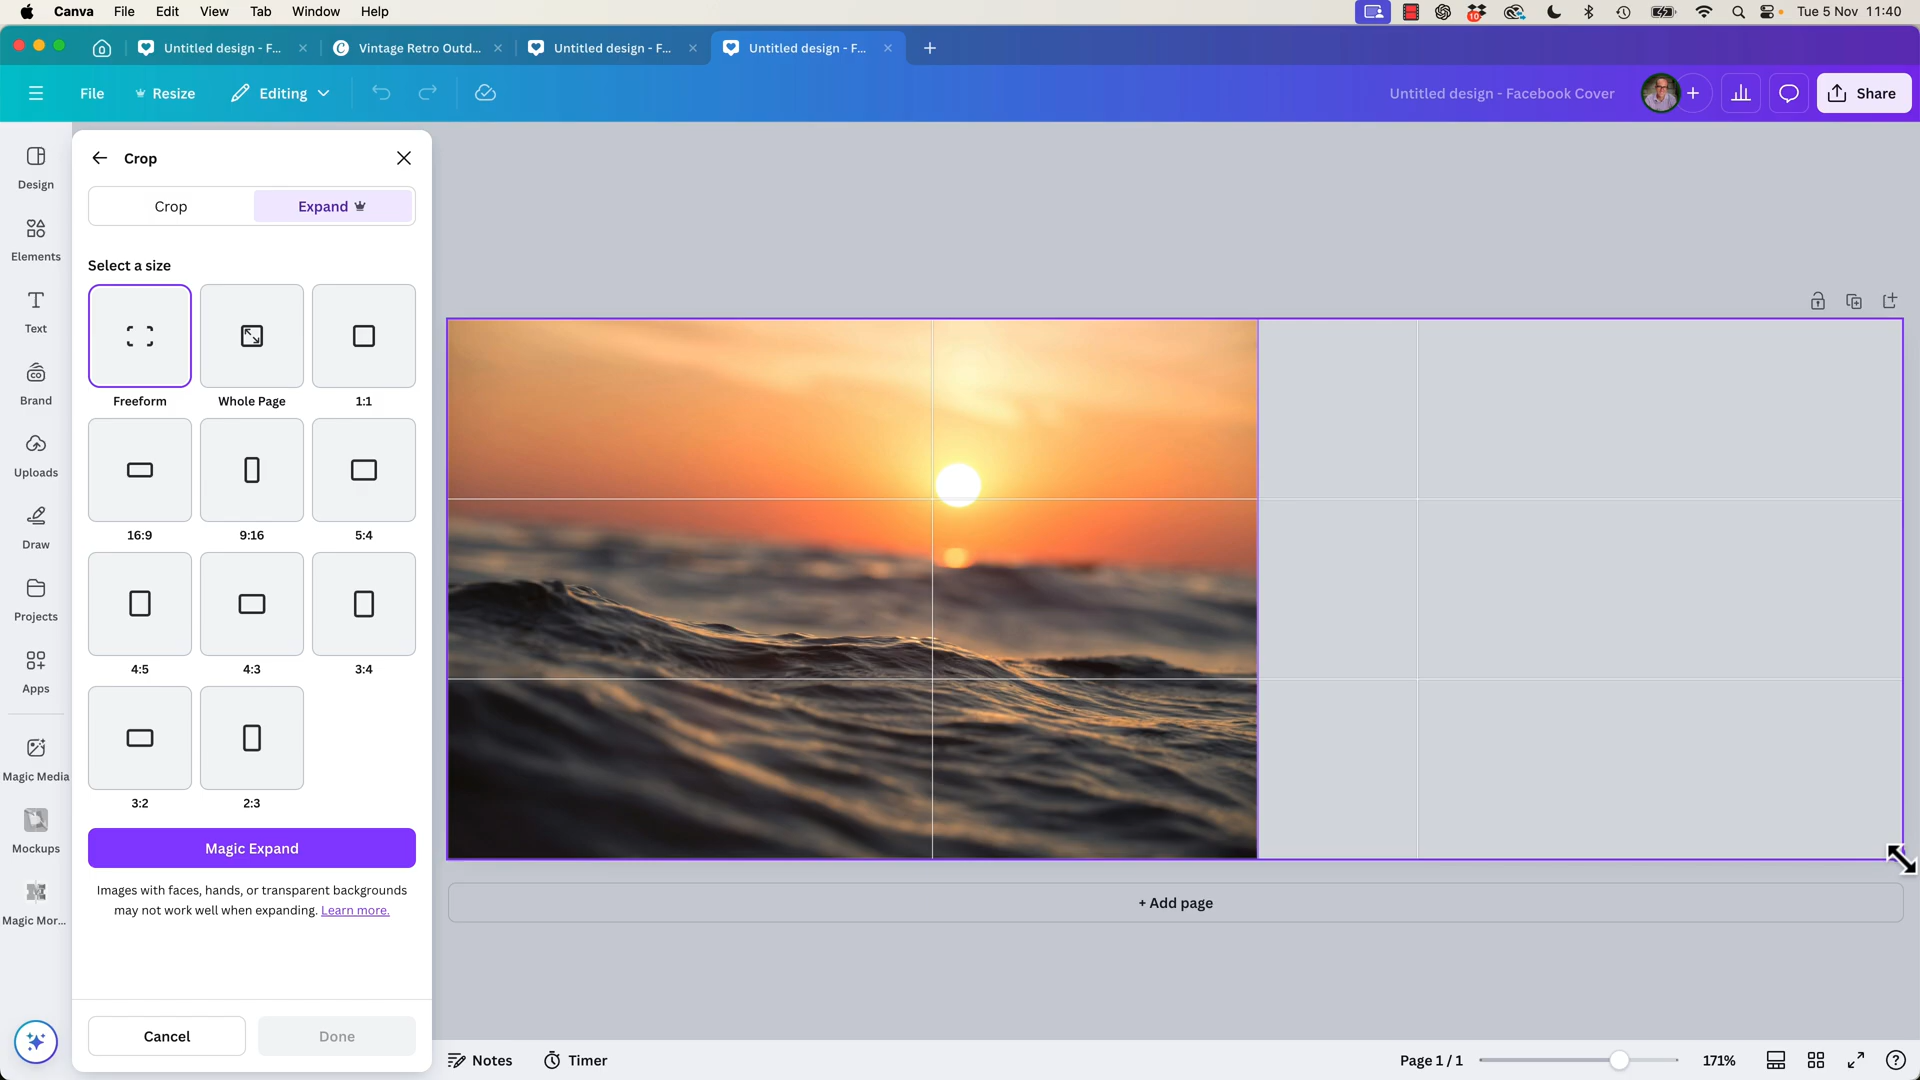 Canva File Edit View Tab Window Help
10
Tue 5 Nov 11:40
Untitled design - F...
Vintage Retro Outd...
Untitled design - F...
Untitled design - F...
File
Resize
Editing
Untitled design - Facebook Cover
Share
Design
Elements
Text
Brand
Uploads
Draw
Projects
Apps
Magic Media
Mockups
Magic Mor...
Crop
Crop
Expand
Select a size
Freeform
Whole Page
1:1
16:9
9:16
5:4
4:5
4:3
3:4
3:2
2:3
Magic Expand
Images with faces, hands, or transparent backgrounds
may not work well when expanding. Learn more.
Cancel
Done
+ Add page
Notes
Timer
Page 1 / 1
171%